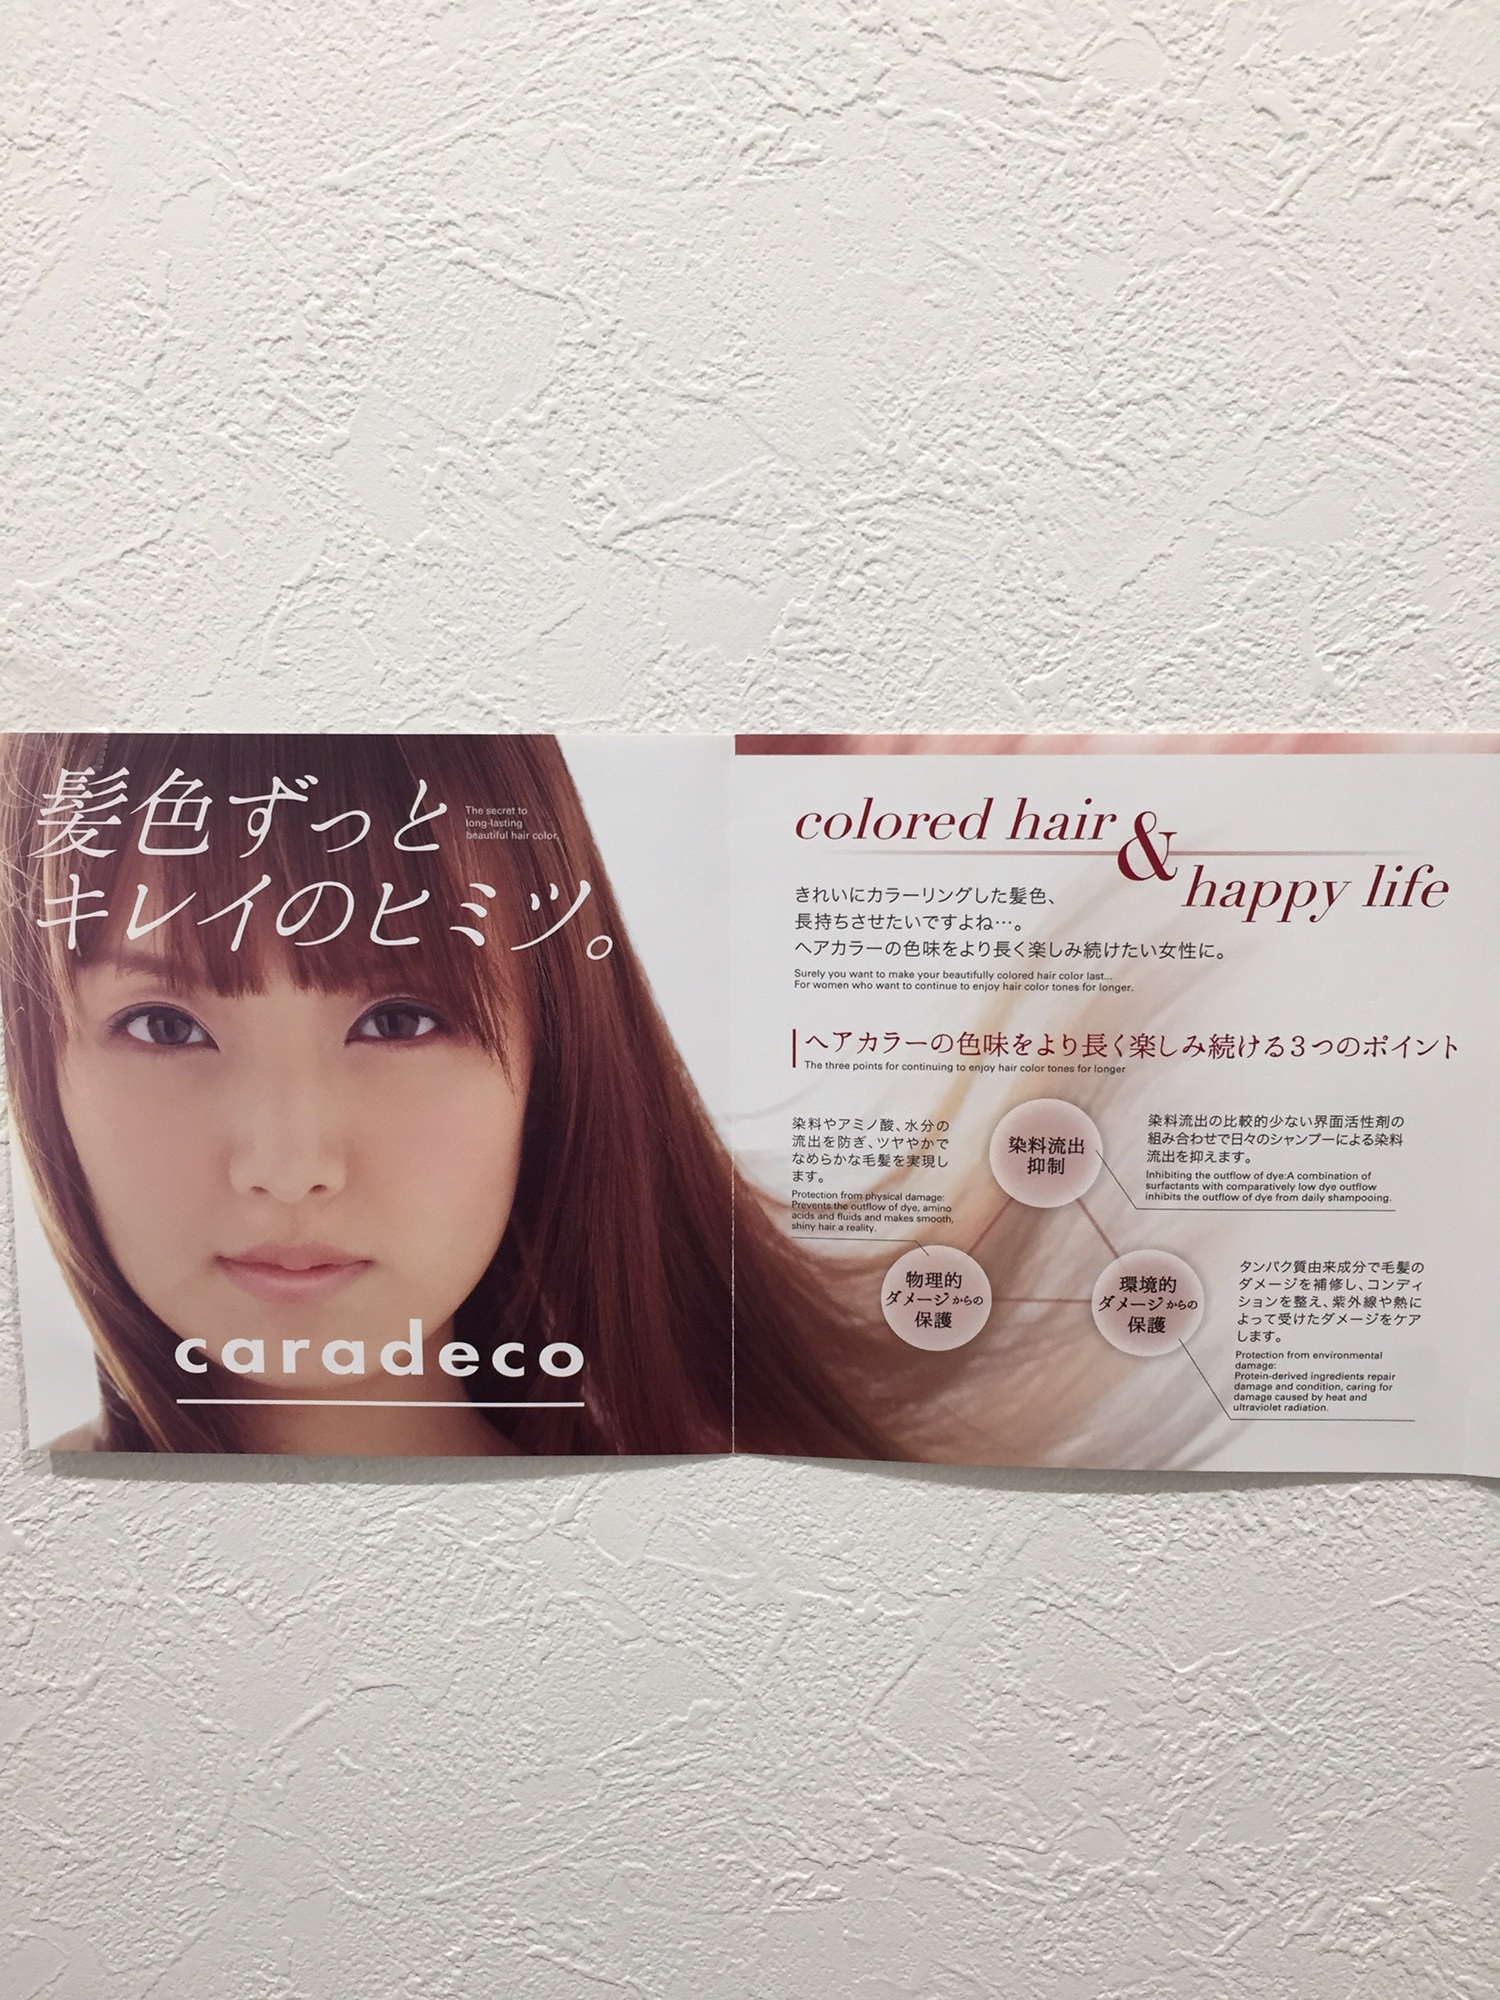 髪色ずっと
キレイのヒミツ。
The secret to
long-lasting
beautiful hair color.
caradeco
colored hair
&
happy life
きれいにカラーリングした髪色、
長持ちさせたいですよね…。
ヘアカラーの色味をより長く楽しみ続けたい女性に。
Surely you want to make your beautifully colored hair color last...
For women who want to continue to enjoy hair color tones for longer.
ヘアカラーの色味をより長く楽しみ続ける3つのポイント
The three points for continuing to enjoy hair color tones for longer
染料流出
抑制
染料流出の比較的少ない界面活性剤の
組み合わせで日々のシャンプーによる染料
流出を抑えます。
Inhibiting the outflow of dye:A combination of
surfactants with comparatively low dye outflow
inhibits the outflow of dye from daily shampooing.
染料やアミノ酸、水分の
流出を防ぎ、ツヤやかで
なめらかな毛髪を実現し
ます。
Protection from physical damage:
Prevents the outflow of dye, amino
acids and fluids and makes smooth,
shiny hair a reality.
物理的
ダメージからの
保護
環境的
ダメージからの
保護
タンパク質由来成分で毛髪の
ダメージを補修し、コンディ
ションを整え、紫外線や熱に
よって受けたダメージをケア
します。
Protection from environmental
damage:
Protein-derived ingredients repair
damage and condition, caring for
damage caused by heat and
ultraviolet radiation.